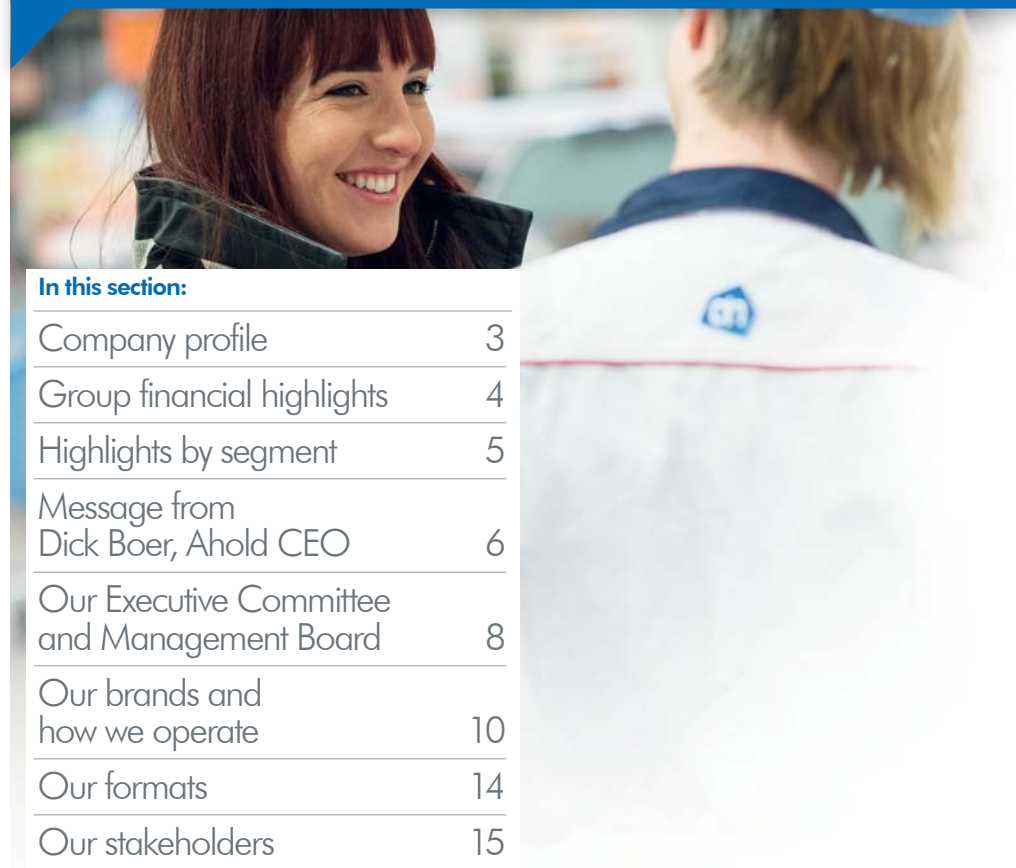 In this section:
Company profile 3
Group financial highlights 4
Highlights by segment 5
Message from
Dick Boer, Ahold CEO 6
Our Executive Committee
and Management Board 8
Our brands and
how we operate 10
Our formats 14
Our stakeholders 15